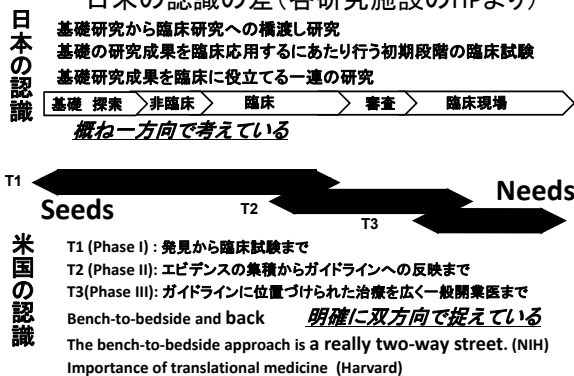 日米の認識の差(各研究施設のHPより)
日本の認識
基礎研究から臨床研究への橋渡し研究
基礎の研究成果を臨床応用するにあたり行う初期段階の臨床試験
基礎研究成果を臨床に役立てる一連の研究
基礎 探索 非臨床 臨床 審査 臨床現場
概ね一方向で考えている
T1
Seeds
T2
Needs
T3
米国の認識
T1 (Phase I) : 発見から臨床試験まで
T2 (Phase II): エビデンスの集積からガイドラインへの反映まで
T3(Phase III): ガイドラインに位置づけられた治療を広く一般開業医まで
Bench-to-bedside and back 明確に双方向で捉えている
The bench-to-bedside approach is a really two-way street. (NIH)
Importance of translational medicine (Harvard)